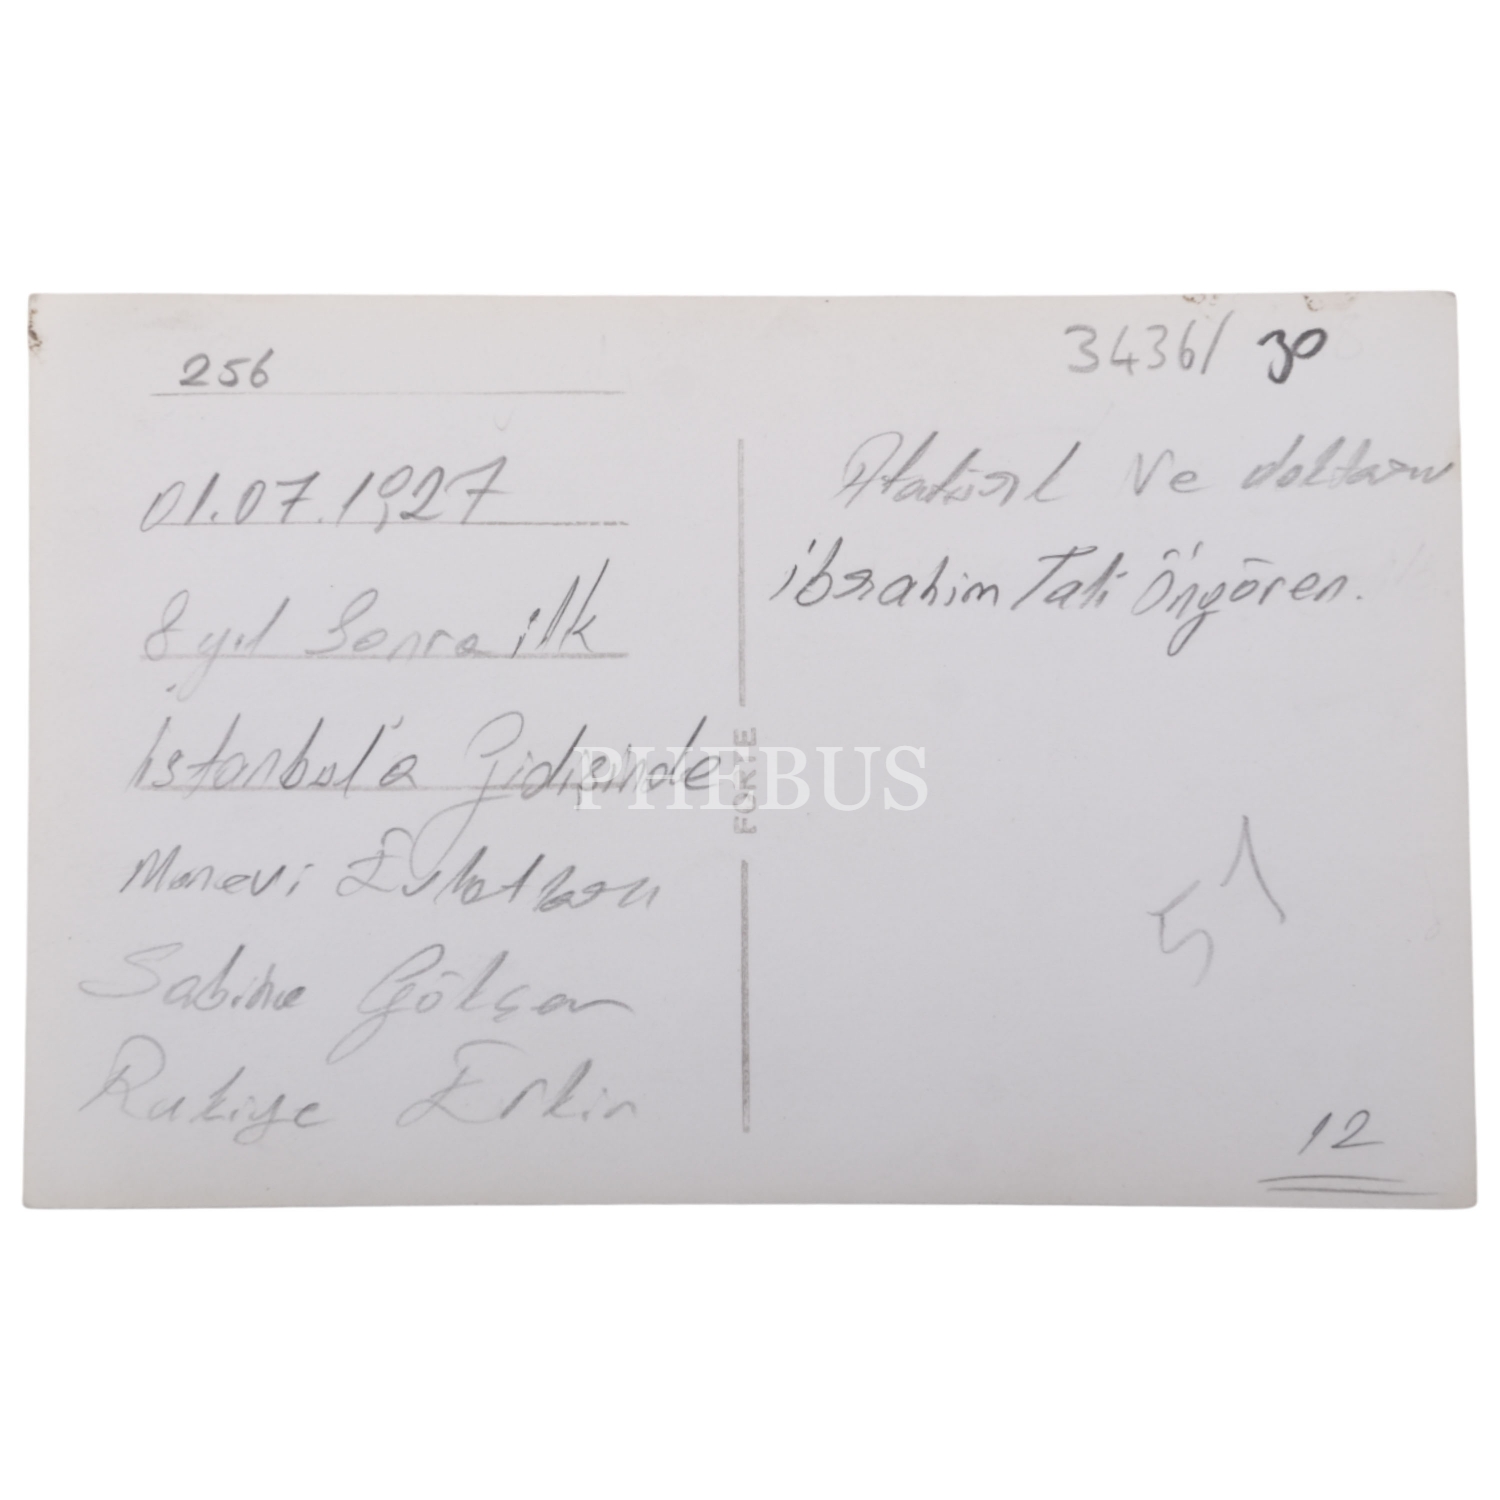 256
01.07.1927
8 yıl Sonra ilk
İstanbul'a Gidişinde
Manevi Evlatları
Sabiha Gökçen
Rukiye Erkin
3436/ 30
Atatürk ve doktoru
İbrahim Tali Öngören.
FORTE
PHEBUS
12